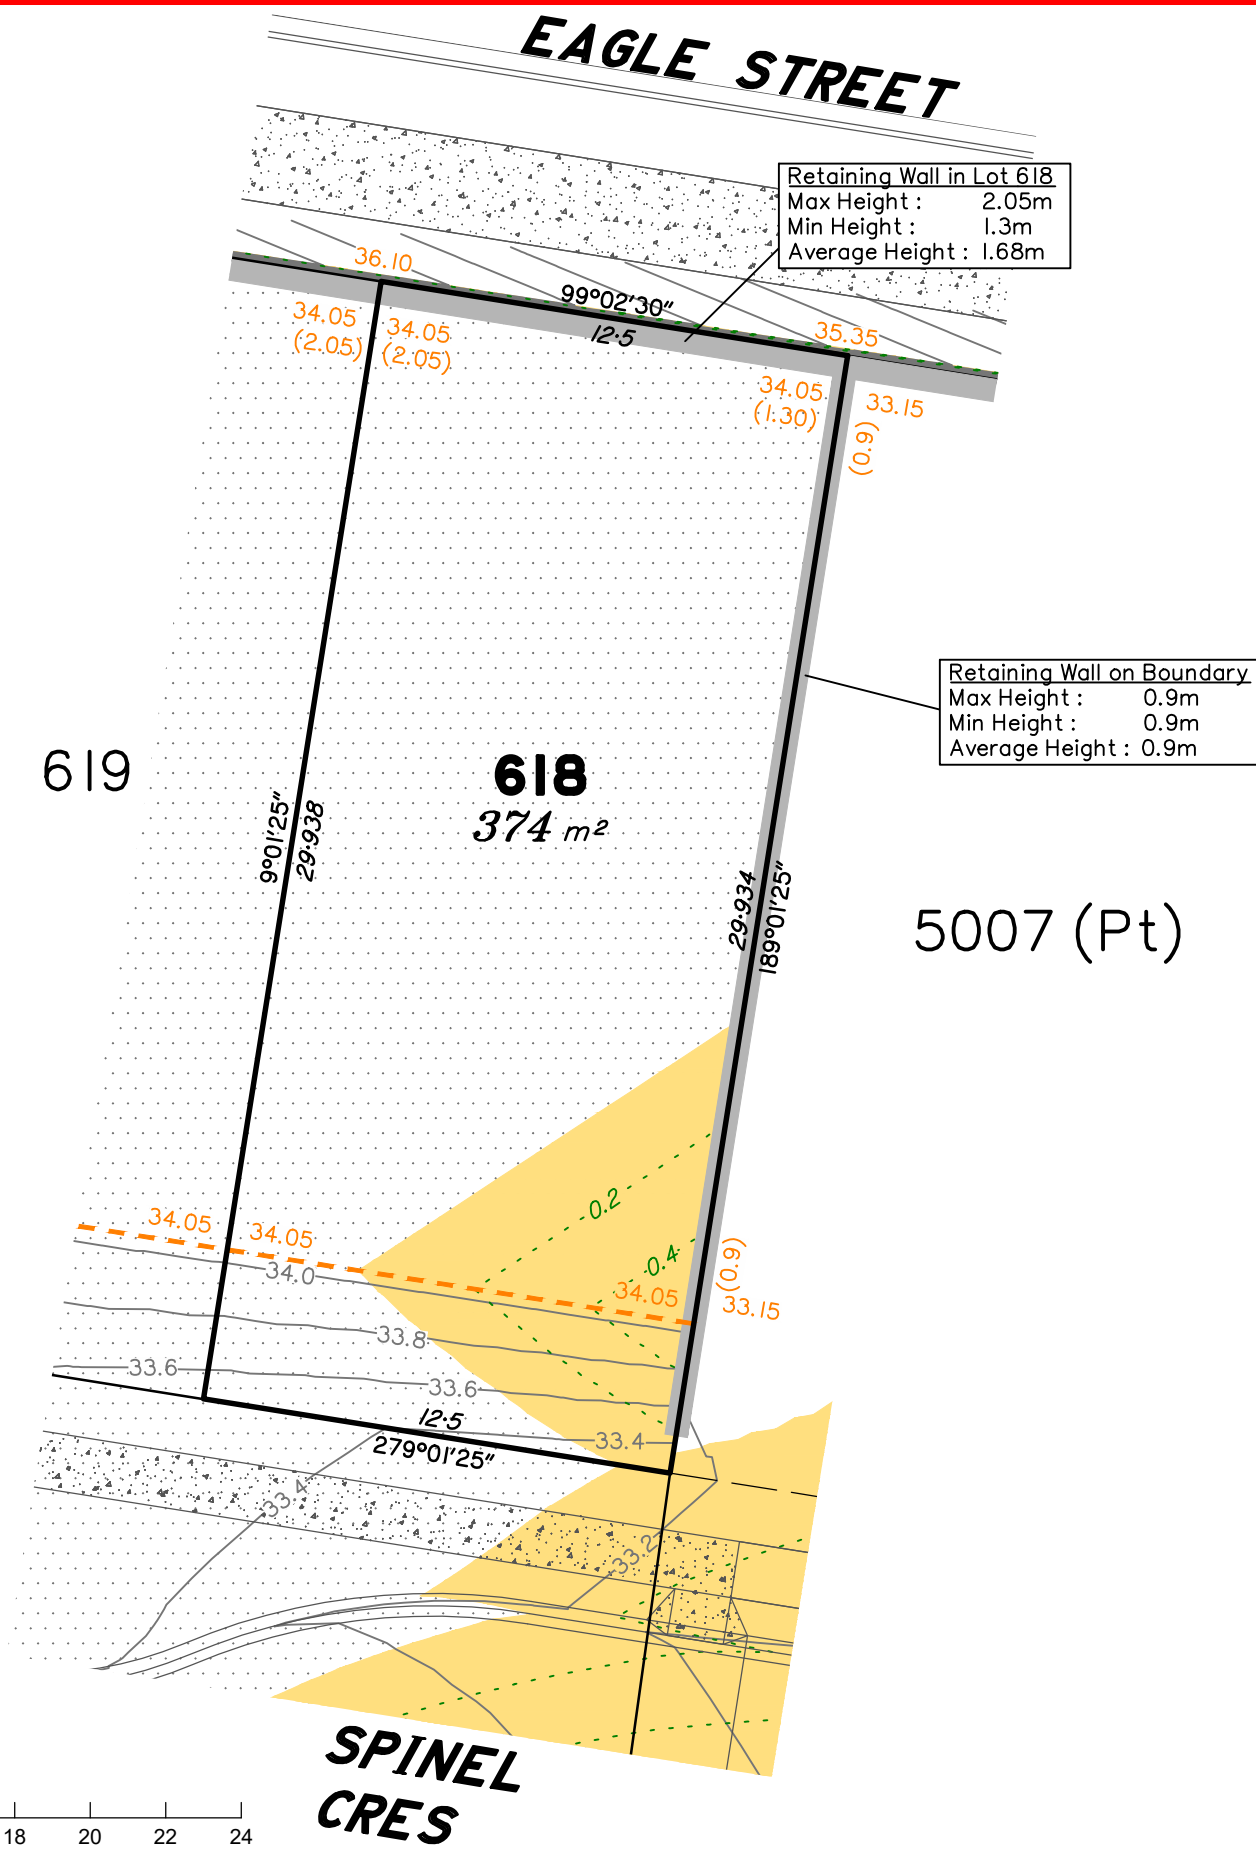 EAGLE STREET
Retaining Wall in Lot 618
Max Height : 2.05m
Min Height : 1.3m
Average Height : 1.68m
36.10
99°02'30"
12·5
35.35
34.05
(2.05)
34.05
(2.05)
34.05
(1.30)
33.15
(0.9)
Retaining Wall on Boundary
Max Height : 0.9m
Min Height : 0.9m
Average Height : 0.9m
619
618
374 m²
9°01'25"
29·938
29·934
189°01'25"
5007 (Pt)
0.2
0.4
34.05
34.05
34.05
(0.9)
33.15
34.0
33.8
33.6
33.6
33.4
12·5
279°01'25"
33.4
33.2
SPINEL
CRES
18 20 22 24